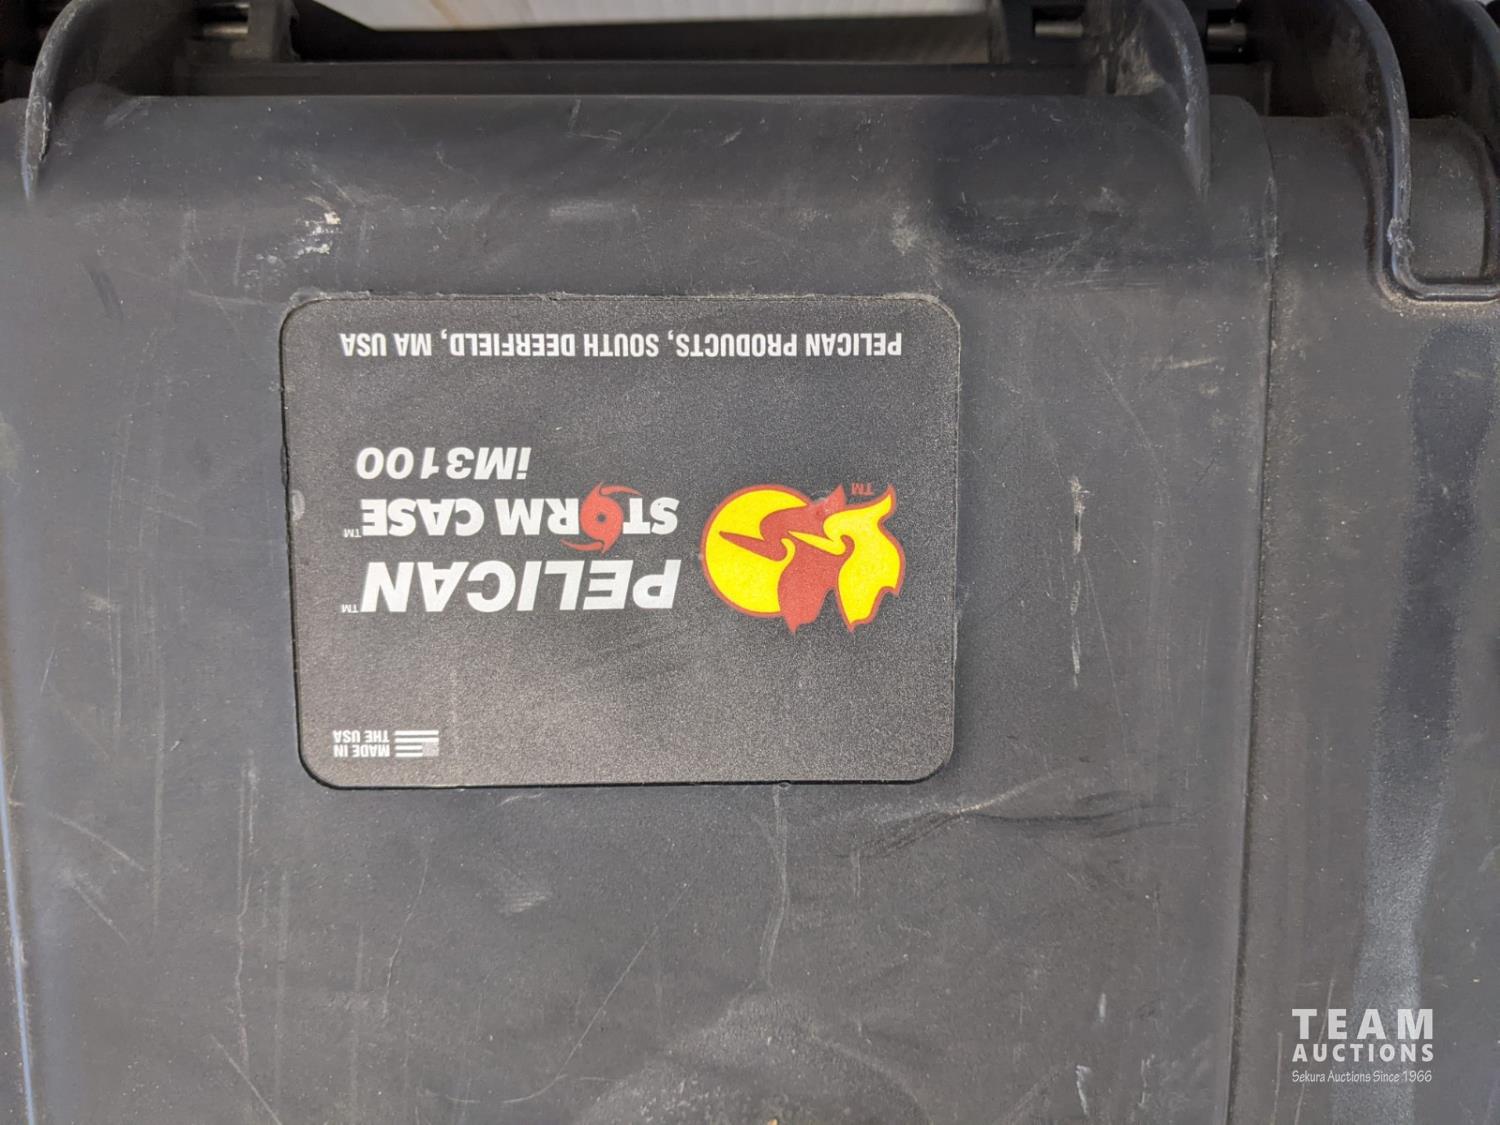 MADE IN
THE USA
PELICAN™
STORM CASE™
iM3100
TM
PELICAN PRODUCTS, SOUTH DEERFIELD, MA USA
TEAM
AUCTIONS
Sekura Auctions Since 1966